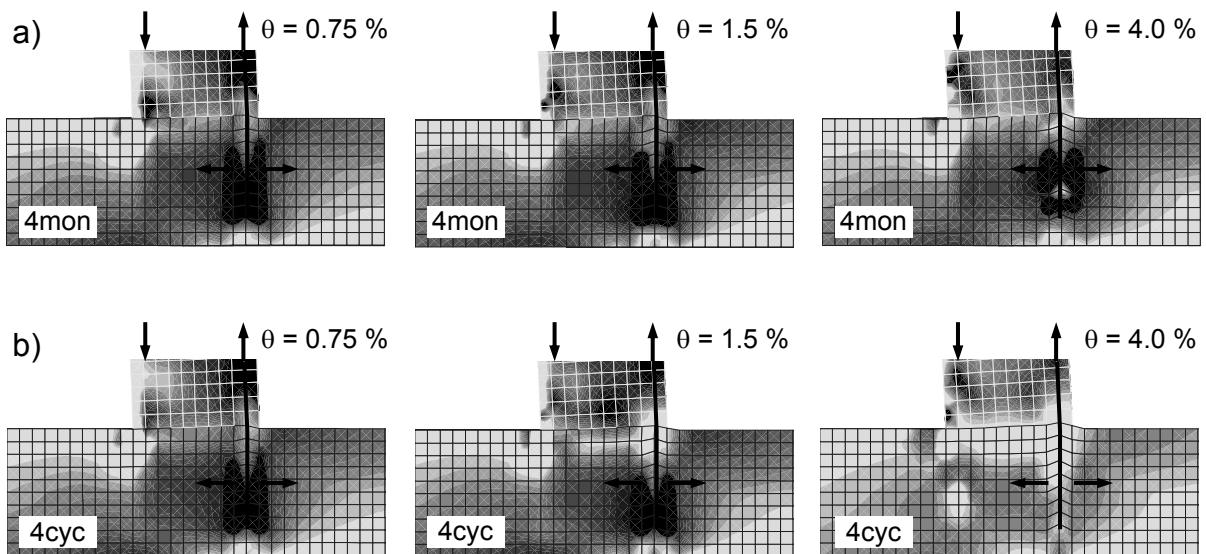 a)
θ = 0.75 %
θ = 1.5 %
θ = 4.0 %
4mon
4mon
4mon
b)
θ = 0.75 %
θ = 1.5 %
θ = 4.0 %
4cyc
4cyc
4cyc